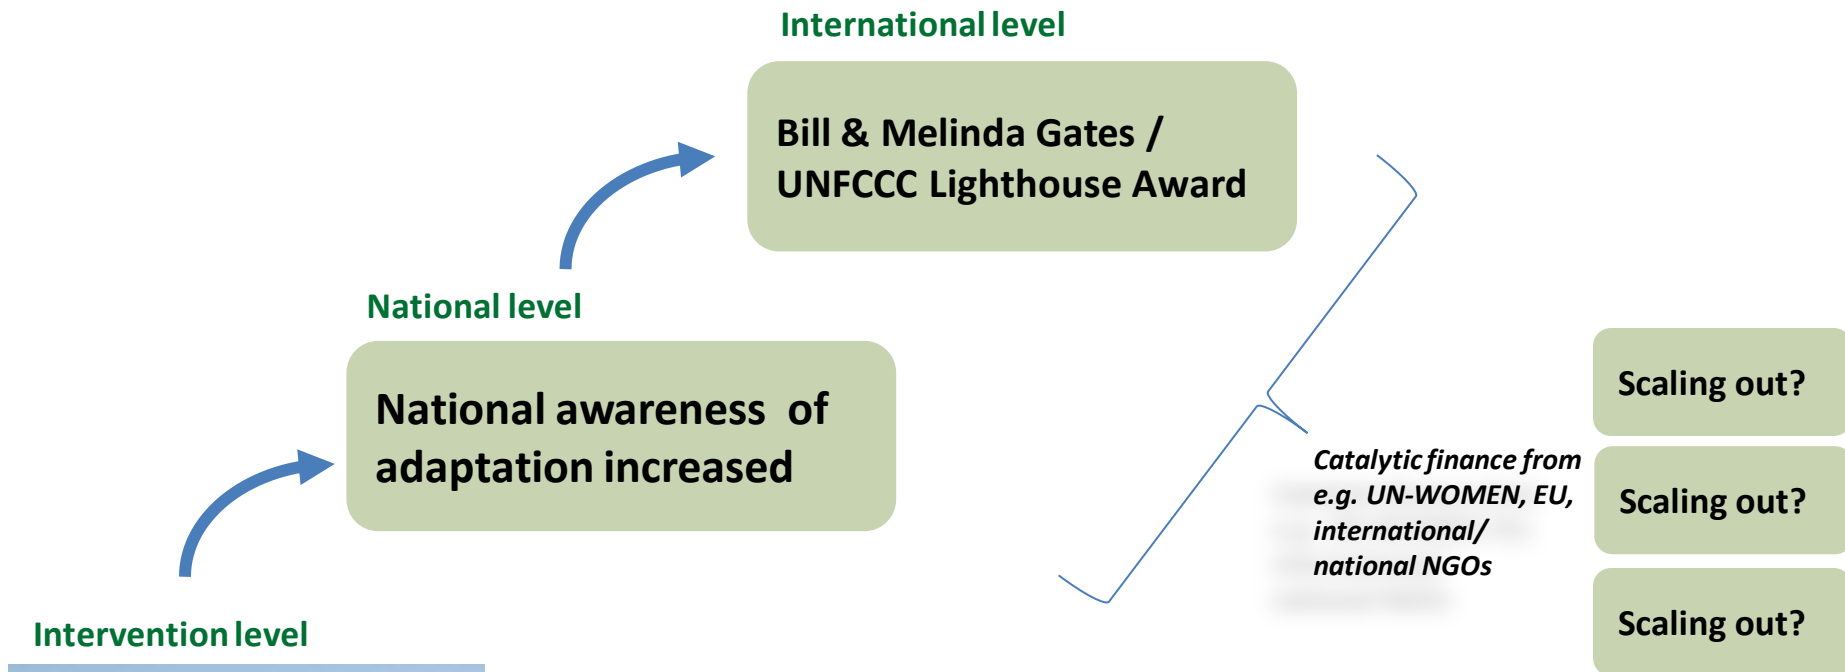 International level
Bill & Melinda Gates /
UNFCCC Lighthouse Award
National level
National awareness of
adaptation increased
Catalytic finance from
e.g. UN-WOMEN, EU,
international/
national NGOs
Scaling out?
Scaling out?
Scaling out?
Intervention level